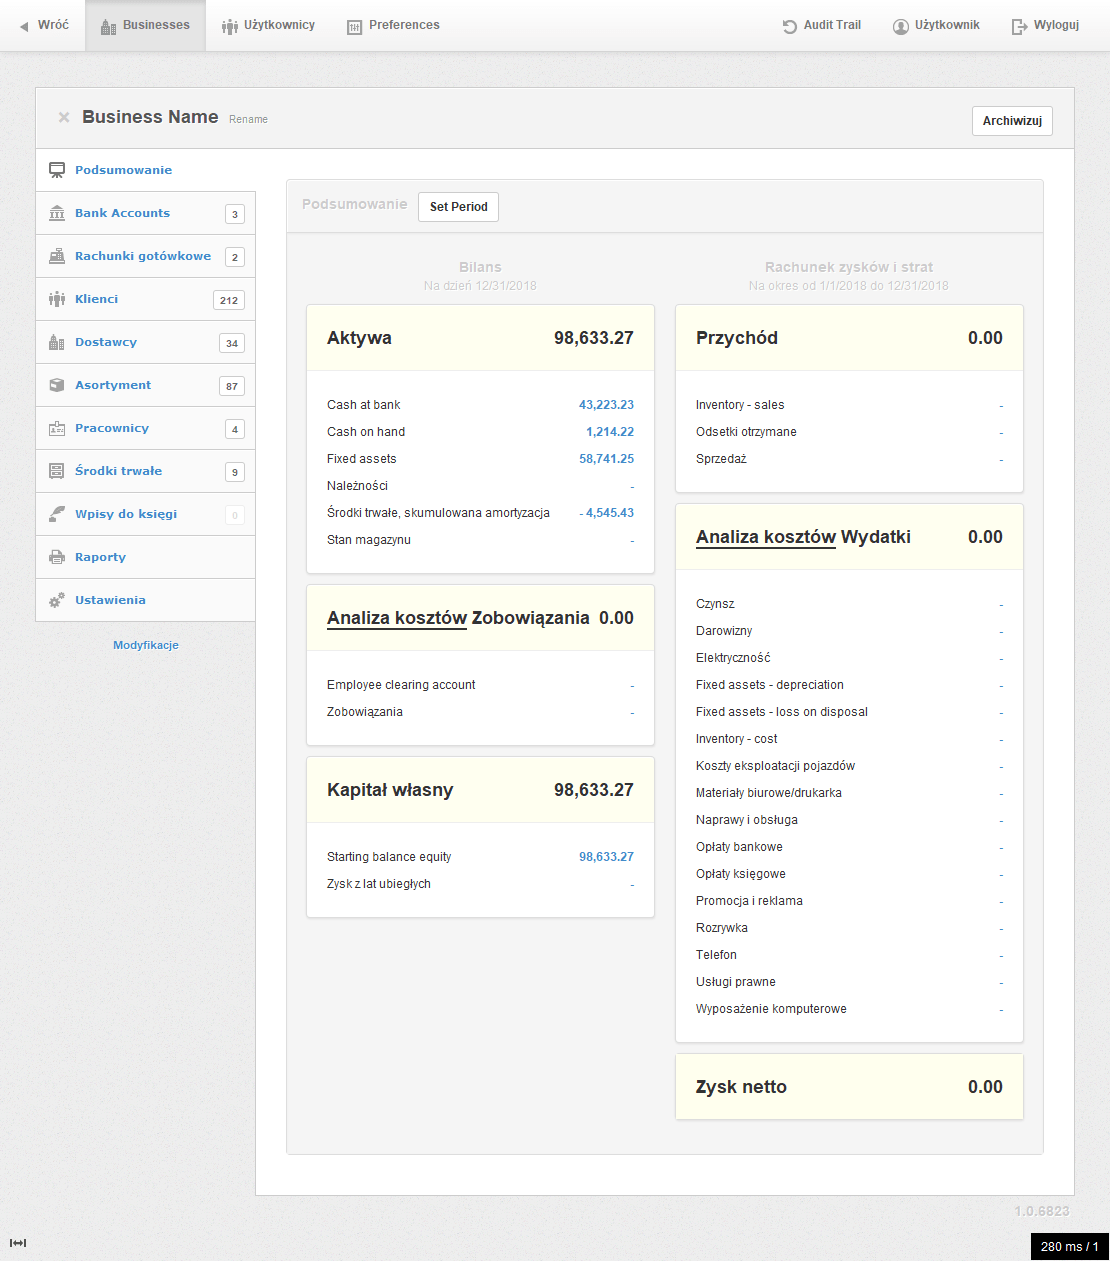 Wróć Businesses Użytkownicy Preferences Audit Trail Użytkownik Wyloguj
× Business Name Rename Archiwizuj
Podsumowanie
Bank Accounts 3
Rachunki gotówkowe 2
Klienci 212
Dostawcy 34
Asortyment 87
Pracownicy 4
Środki trwałe 9
Wpisy do księgi 0
Raporty
Ustawienia
Modyfikacje
Podsumowanie Set Period
Bilans
Na dzień 12/31/2018
Aktywa 98,633.27
Cash at bank 43,223.23
Cash on hand 1,214.22
Fixed assets 58,741.25
Należności -
Środki trwałe, skumulowana amortyzacja - 4,545.43
Stan magazynu -
Analiza kosztów Zobowiązania 0.00
Employee clearing account -
Zobowiązania -
Kapitał własny 98,633.27
Starting balance equity 98,633.27
Zysk z lat ubiegłych -
Rachunek zysków i strat
Na okres od 1/1/2018 do 12/31/2018
Przychód 0.00
Inventory - sales -
Odsetki otrzymane -
Sprzedaż -
Analiza kosztów Wydatki 0.00
Czynsz -
Darowizny -
Elektryczność -
Fixed assets - depreciation -
Fixed assets - loss on disposal -
Inventory - cost -
Koszty eksploatacji pojazdów -
Materiały biurowe/drukarka -
Naprawy i obsługa -
Opłaty bankowe -
Opłaty księgowe -
Promocja i reklama -
Rozrywka -
Telefon -
Usługi prawne -
Wyposażenie komputerowe -
Zysk netto 0.00
1.0.6823
280 ms / 1